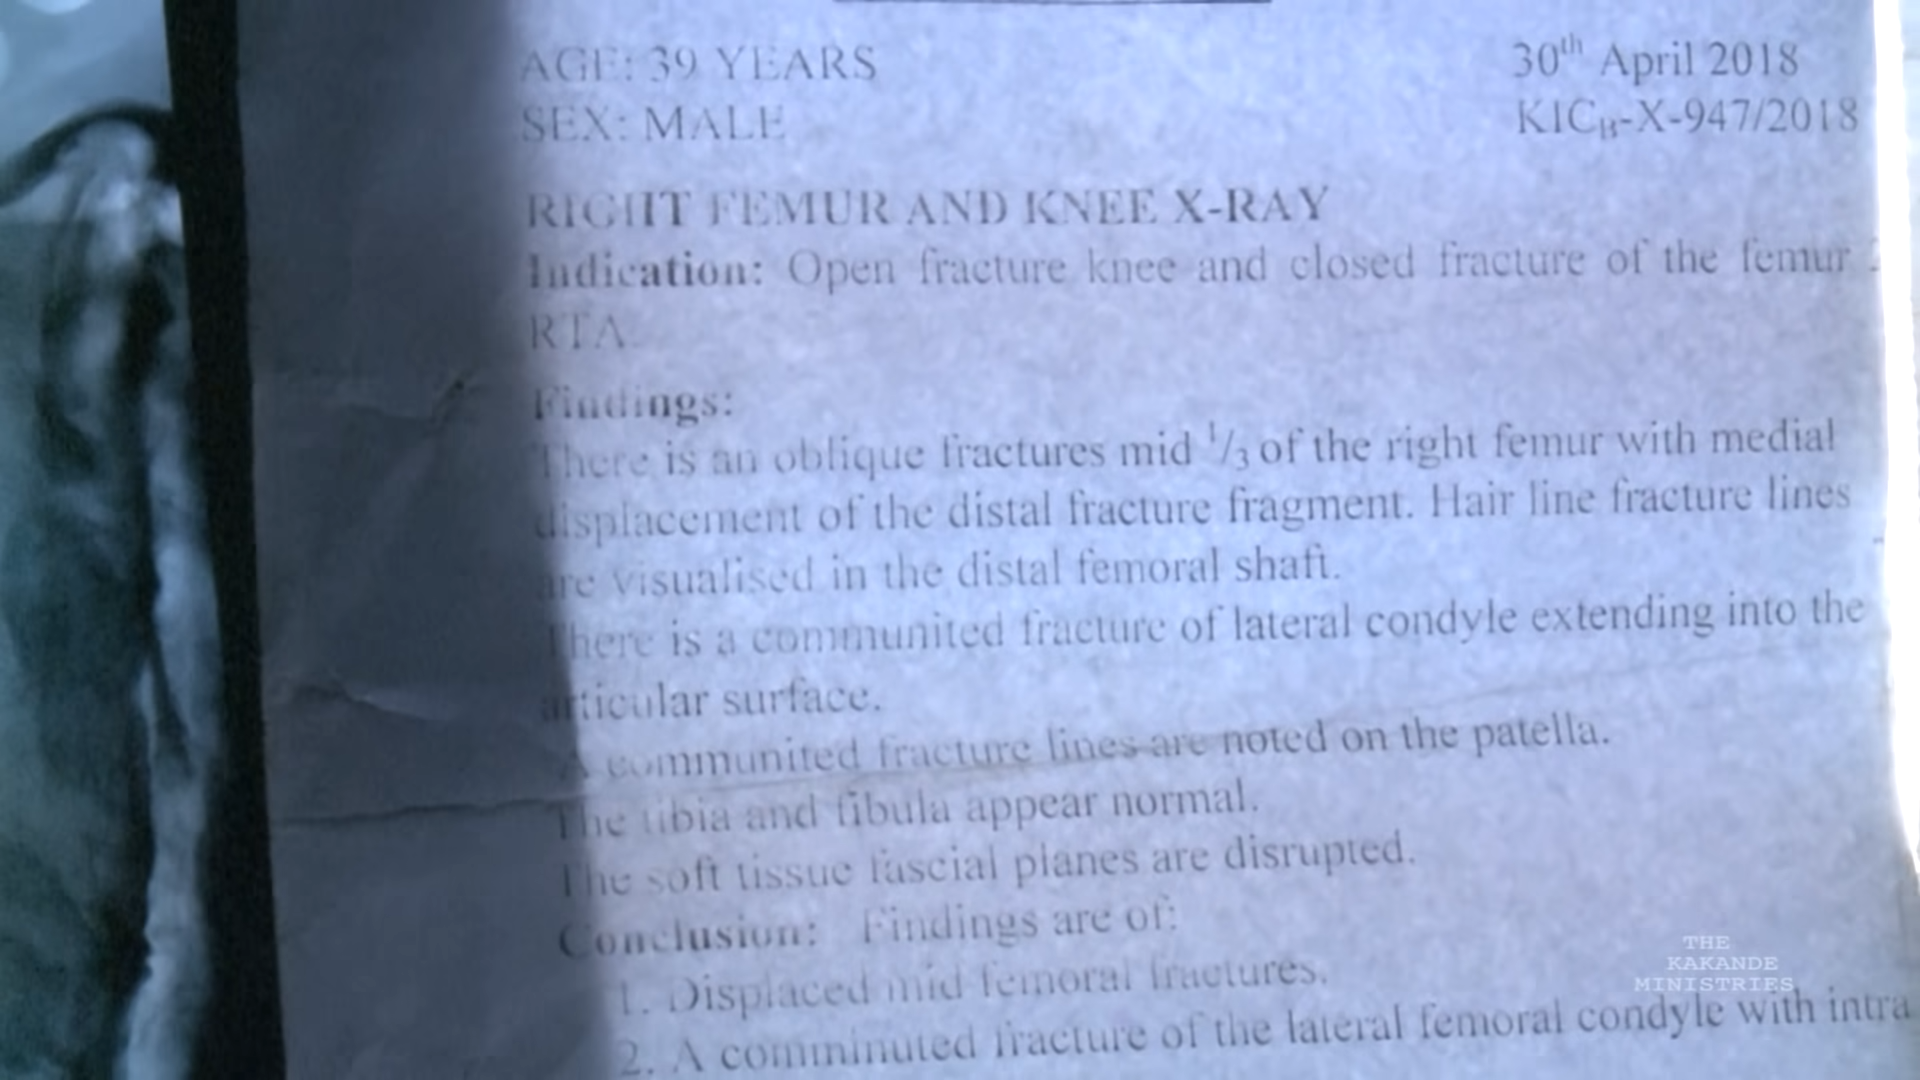 AGE: 39 YEARS
30th April 2018
SEX: MALE
KICB-X-947/2018
RIGHT FEMUR AND KNEE X-RAY
Indication: Open fracture knee and closed fracture of the femur
RTA
Findings:
There is an oblique fractures mid 1/3 of the right femur with medial
displacement of the distal fracture fragment. Hair line fracture lines
are visualised in the distal femoral shaft.
There is a communited fracture of lateral condyle extending into the
articular surface.
A communited fracture lines are noted on the patella.
The tibia and fibula appear normal.
The soft tissue fascial planes are disrupted.
Conclusion: Findings are of:
1. Displaced mid femoral fractures.
2. A comminuted fracture of the lateral femoral condyle with intra
THE
KAKANDE
MINISTRIES